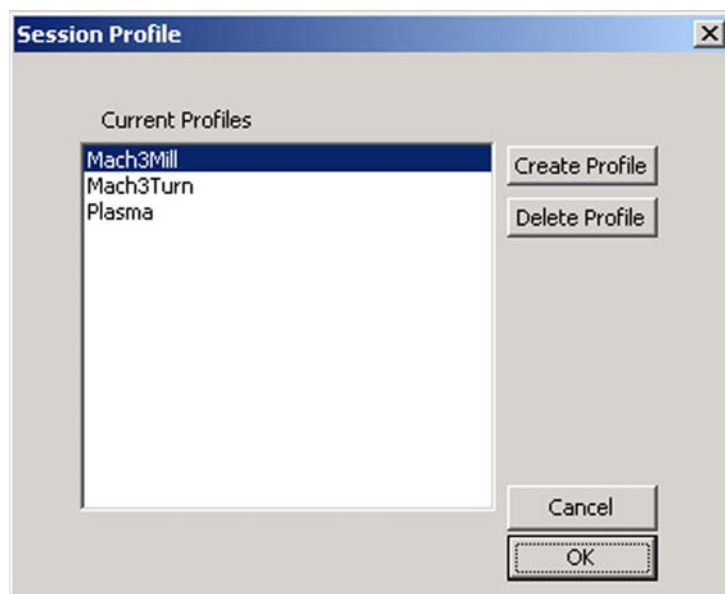 Session Profile
Current Profiles
Mach3Mill
Mach3Turn
Plasma
Create Profile
Delete Profile
Cancel
OK